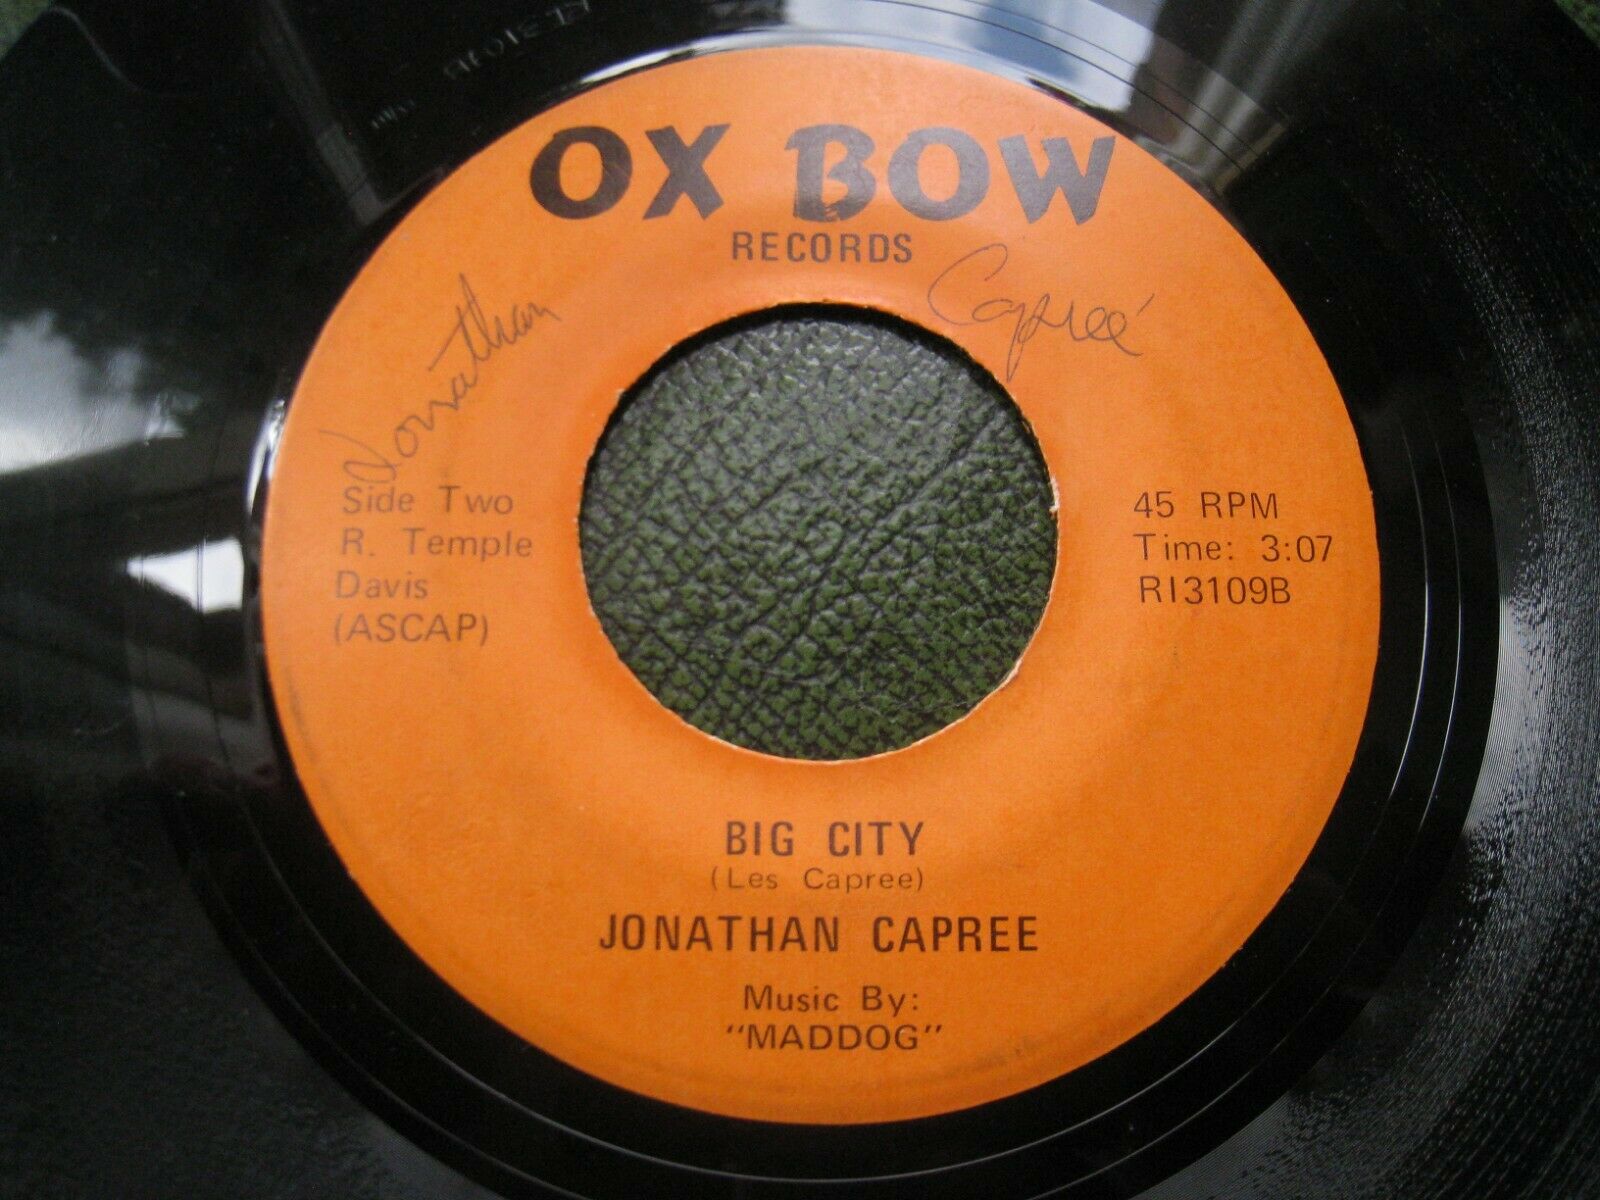 OX BOW
RECORDS
Jonathan Capreé
Side Two
R. Temple
Davis
(ASCAP)
45 RPM
Time: 3:07
RI3109B
BIG CITY
(Les Capree)
JONATHAN CAPREE
Music By:
"MADDOG"